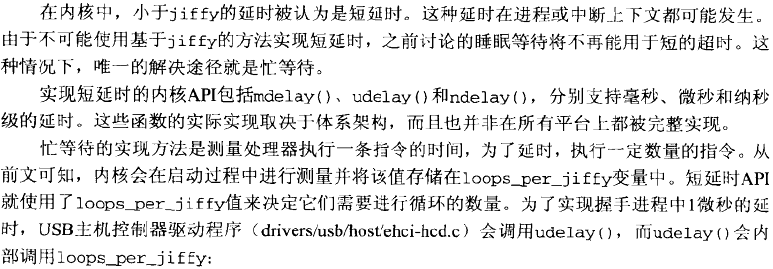 在内核中，小于jiffy的延时被认为是短延时。这种延时在进程或中断上下文都可能发生。
由于不可能使用基于jiffy的方法实现短延时，之前讨论的睡眠等待将不再能用于短的超时。这
种情况下，唯一的解决途径就是忙等待。
实现短延时的内核API包括mdelay()、udelay()和ndelay()，分别支持毫秒、微秒和纳秒
级的延时。这些函数的实际实现取决于体系架构，而且也并非在所有平台上都被完整实现。
忙等待的实现方法是测量处理器执行一条指令的时间，为了延时，执行一定数量的指令。从
前文可知，内核会在启动过程中进行测量并将该值存储在loops_per_jiffy变量中。短延时API
就使用了loops_per_jiffy值来决定它们需要进行循环的数量。为了实现握手进程中1微秒的延
时，USB主机控制器驱动程序（drivers/usb/host/ehci-hcd.c）会调用udelay()，而udelay()会内
部调用loops_per_jiffy：